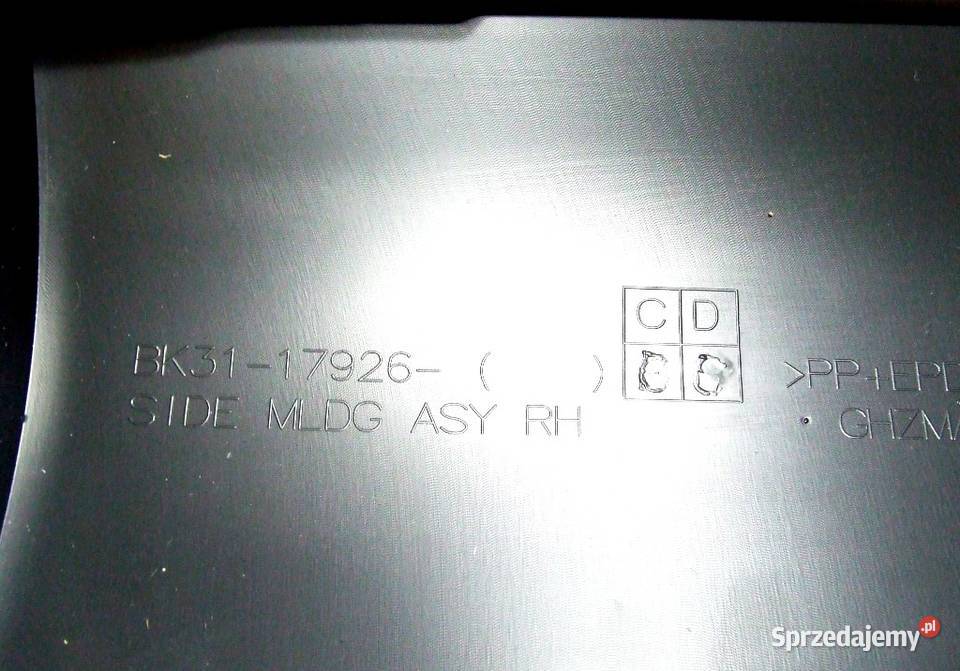 C D
BK31-17926- ( )
SIDE MLDG ASY RH
>PP+EPD
GHZM
Sprzedajemy.pl